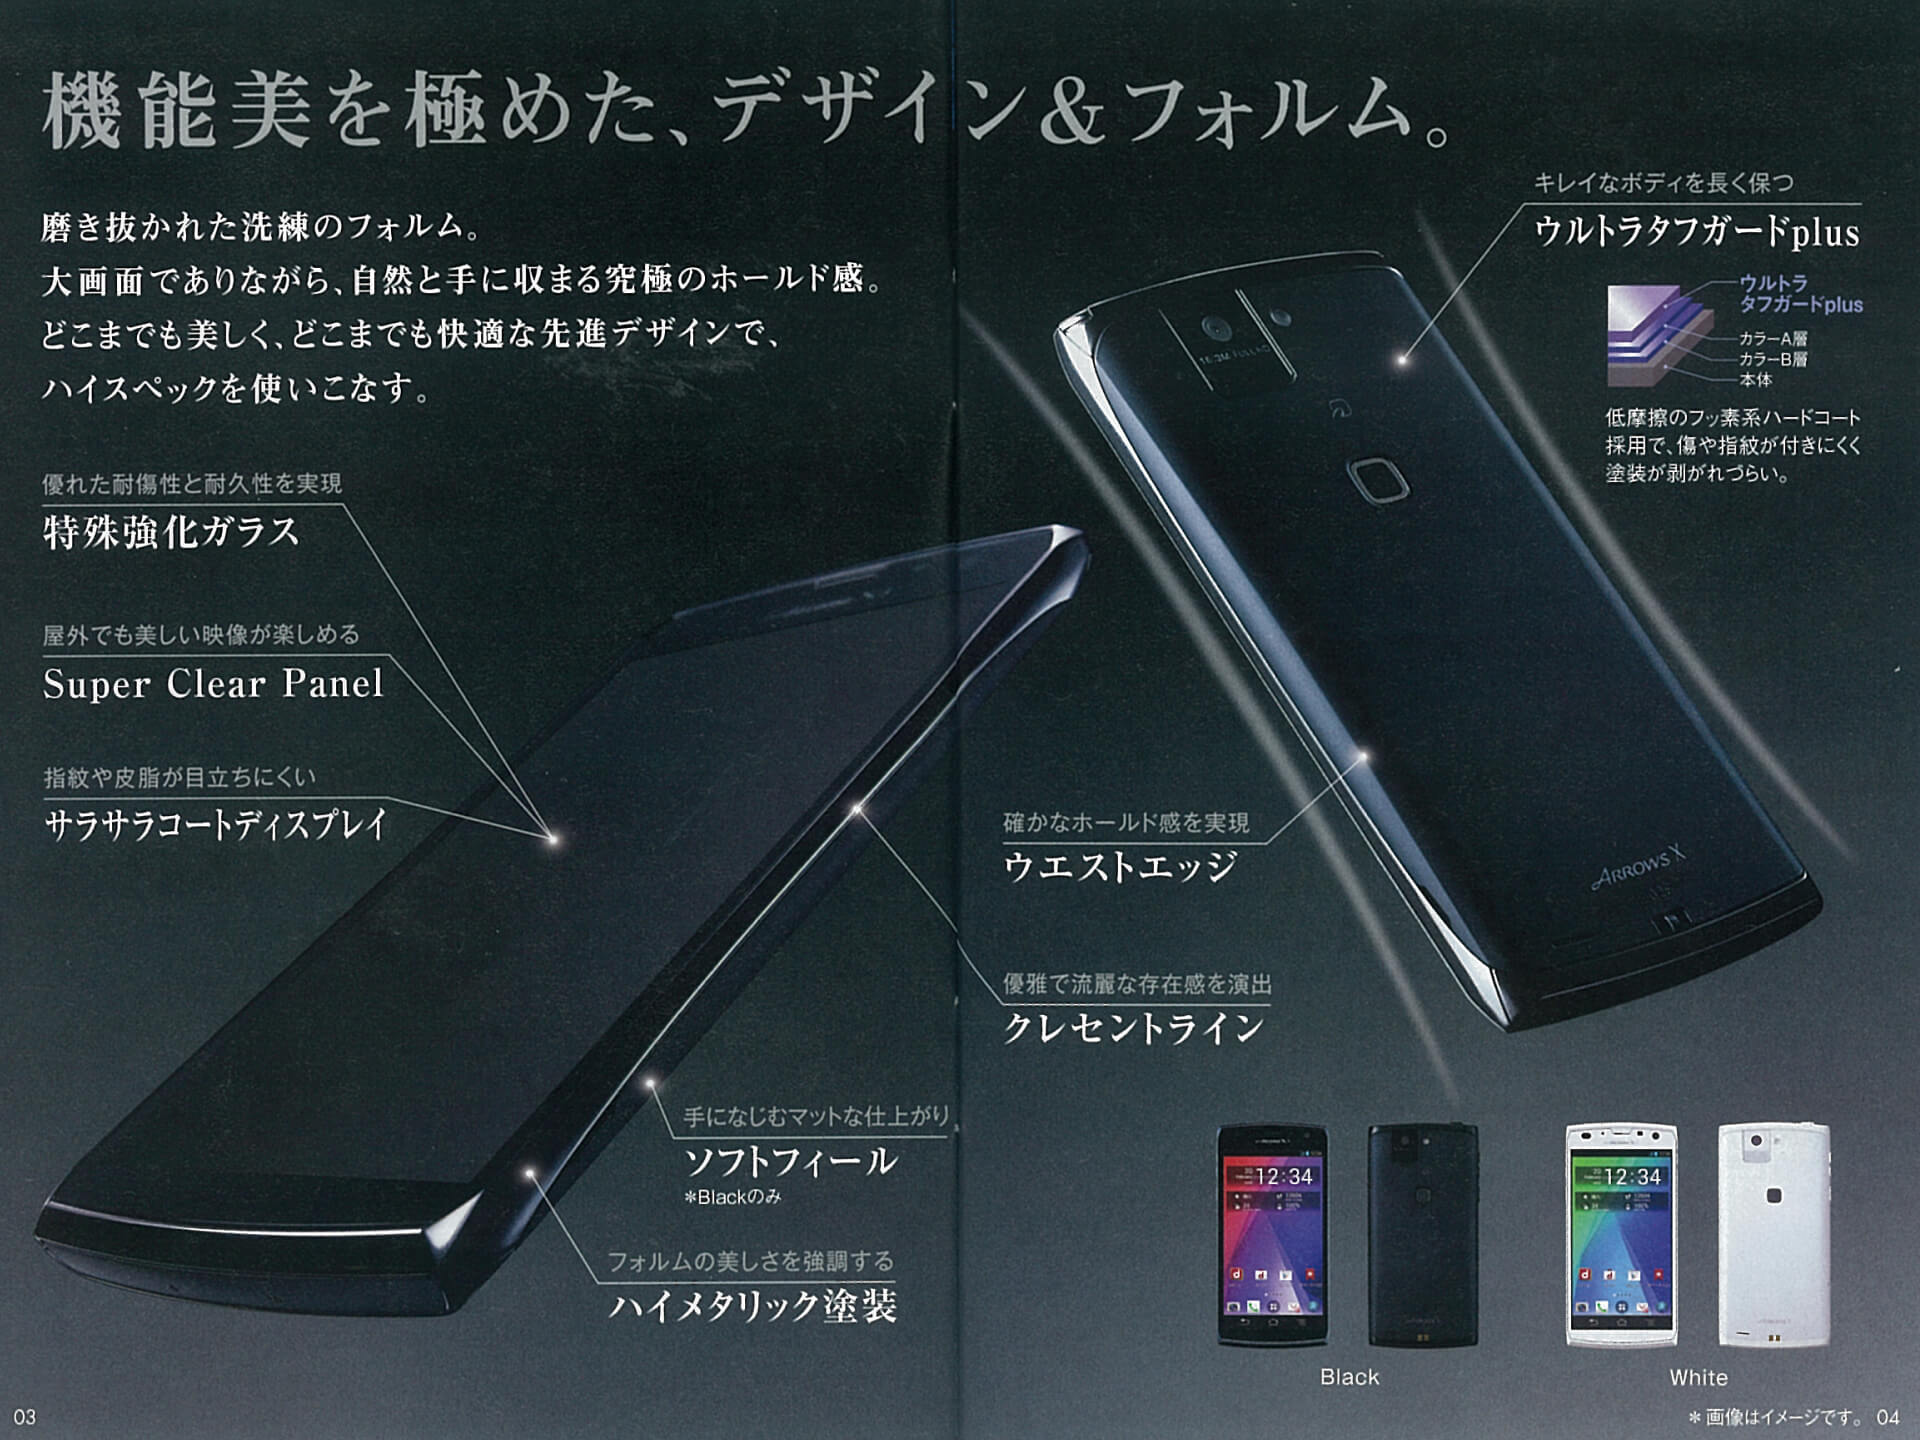 機能美を極めた、デザイン&フォルム。
磨き抜かれた洗練のフォルム。
大画面でありながら、自然と手に収まる究極のホールド感。
どこまでも美しく、どこまでも快適な先進デザインで、
ハイスペックを使いこなす。
優れた耐傷性と耐久性を実現
特殊強化ガラス
屋外でも美しい映像が楽しめる
Super Clear Panel
指紋や皮脂が目立ちにくい
サラサラコートディスプレイ
手になじむマットな仕上がり
ソフトフィール
*Blackのみ
フォルムの美しさを強調する
ハイメタリック塗装
03
キレイなボディを長く保つ
ウルトラタフガードplus
ウルトラ
タフガードplus
カラーA層
カラーB層
本体
低摩擦のフッ素系ハードコート
採用で、傷や指紋が付きにくく
塗装が剥がれづらい。
確かなホールド感を実現
ウエストエッジ
優雅で流麗な存在感を演出
クレセントライン
ARROWS X
12:34
12:34
Black
White
*画像はイメージです。 04